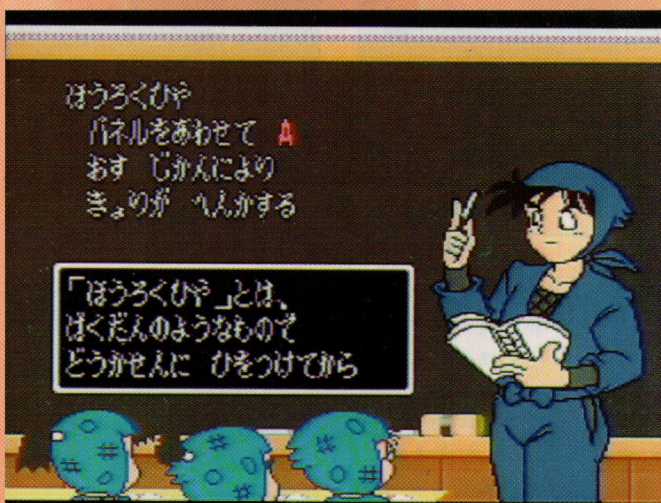 ほうろくひや
パネルをあわせて A
おす じかんにより
きょりが へんかする
「ほうろくひや」とは、
ばくだんのようなもので
どうかせんに ひをつけてから